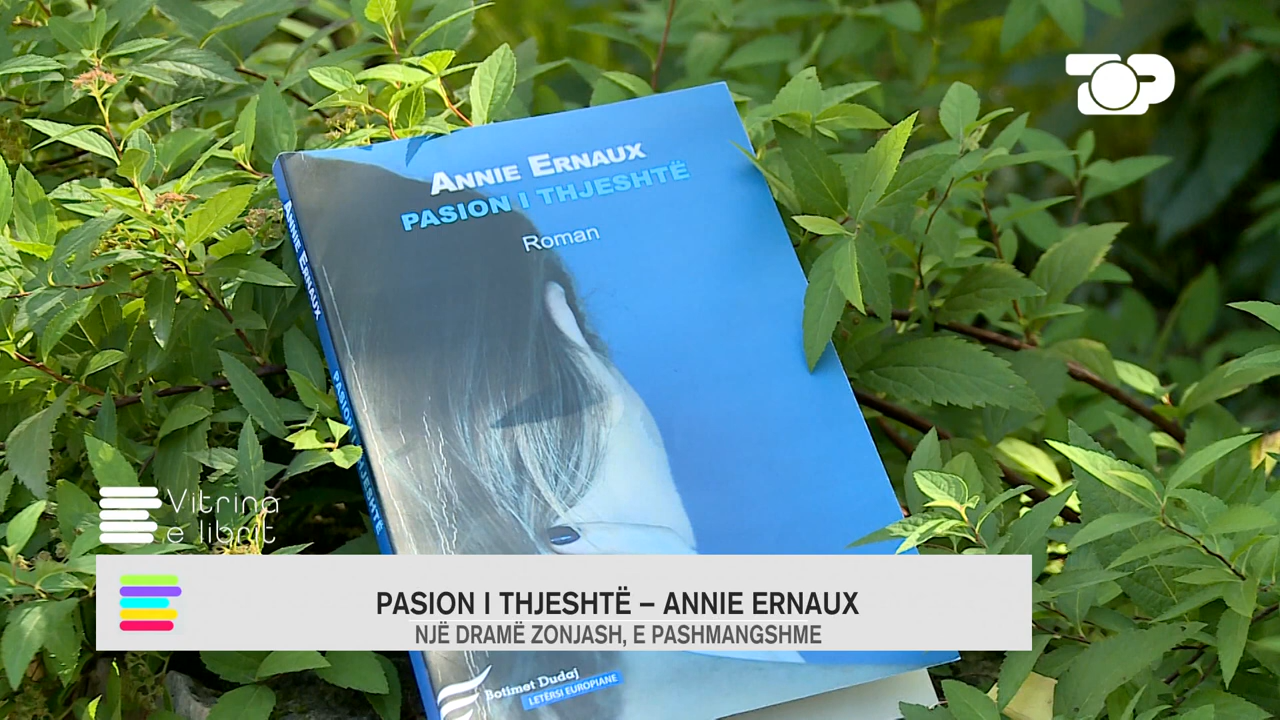 TOP
ANNIE ERNAUX
PASION I THJESHTË
Roman
ANNIE ERNAUX
PASION I THJESHTË
Vitrina
e librit
PASION I THJESHTË – ANNIE ERNAUX
NJË DRAMË ZONJASH, E PASHMANGSHME
Botimet Dudaj
LETËRSI EUROPIANE